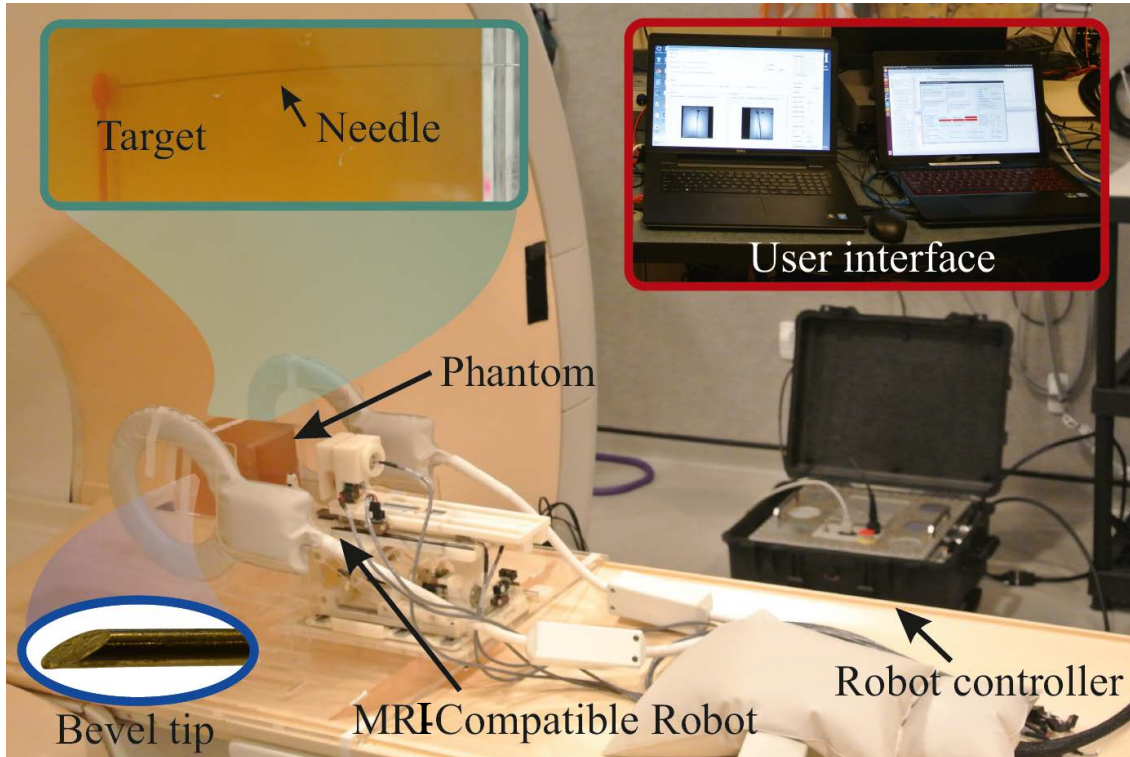 Target
Needle
User interface
Phantom
Robot controller
MRI-Compatible Robot
Bevel tip